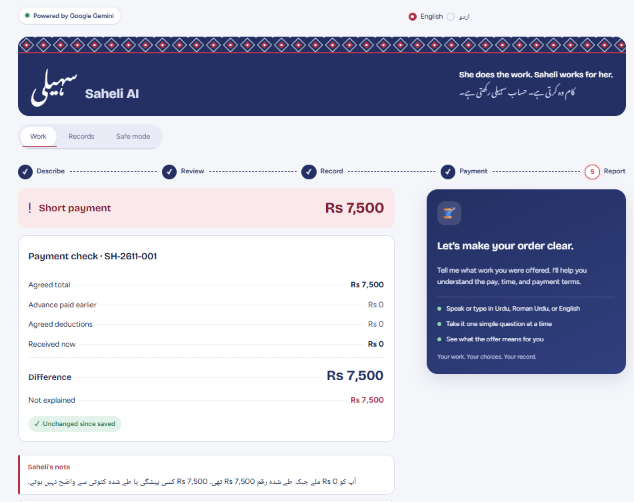 Powered by Google Gemini
English اردو
سہیلی Saheli AI
She does the work. Saheli works for her.
کام وہ کرتی ہے۔ حساب سہیلی رکھتی ہے۔
Work Records Safe mode
Describe Review Record Payment 5 Report
! Short payment Rs 7,500
Payment check · SH-2611-001
Agreed total Rs 7,500
Advance paid earlier Rs 0
Agreed deductions Rs 0
Received now Rs 0
Difference Rs 7,500
Not explained Rs 7,500
Unchanged since saved
Saheli's note
آپ کو Rs 0 ملے جبکہ طے شدہ رقم Rs 7,500 تھی۔ Rs 7,500 کسی پیشگی یا طے شدہ کٹوتی سے واضح نہیں ہوتے۔
Let's make your order clear.
Tell me what work you were offered. I'll help you
understand the pay, time, and payment terms.
Speak or type in Urdu, Roman Urdu, or English
Take it one simple question at a time
See what the offer means for you
Your work. Your choices. Your record.